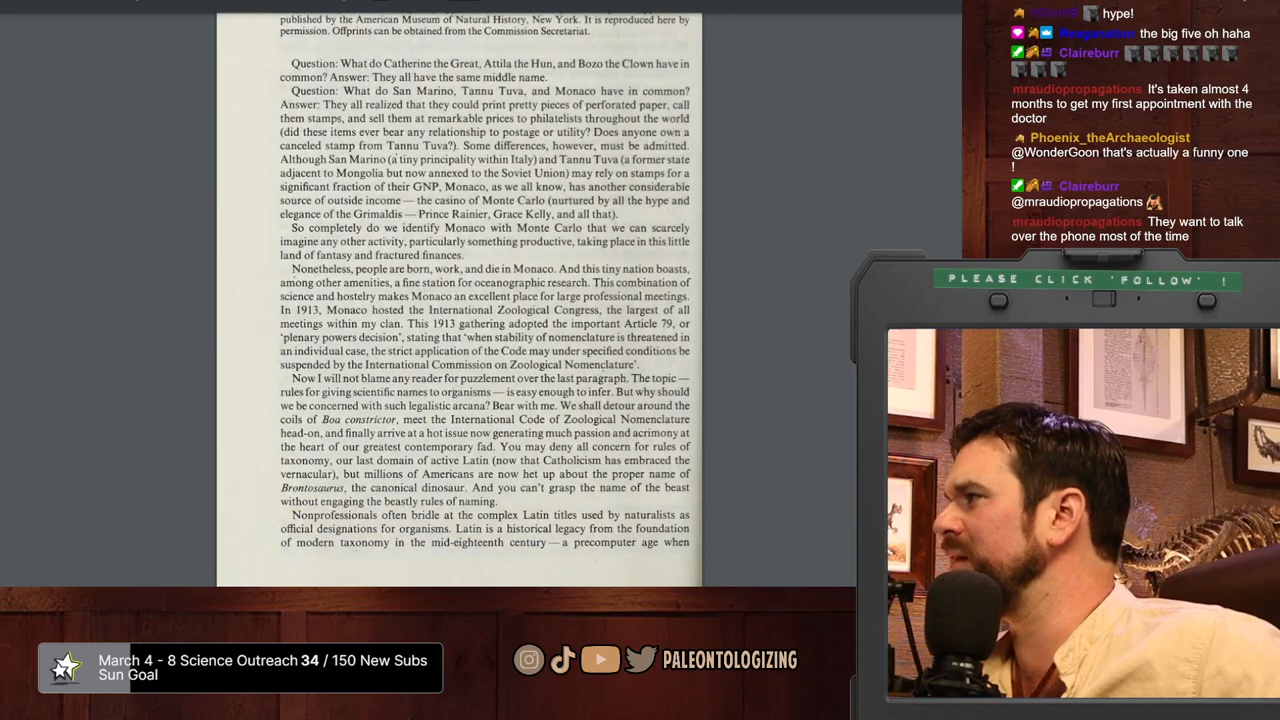 published by the American Museum of Natural History, New York. It is reproduced here by
permission. Offprints can be obtained from the Commission Secretariat.
Question: What do Catherine the Great, Attila the Hun, and Bozo the Clown have in
common? Answer: They all have the same middle name.
Question: What do San Marino, Tannu Tuva, and Monaco have in common?
Answer: They all realized that they could print pretty pieces of perforated paper, call
them stamps, and sell them at remarkable prices to philatelists throughout the world
(did these items ever bear any relationship to postage or utility? Does anyone own a
canceled stamp from Tannu Tuva?). Some differences, however, must be admitted.
Although San Marino (a tiny principality within Italy) and Tannu Tuva (a former state
adjacent to Mongolia but now annexed to the Soviet Union) may rely on stamps for a
significant fraction of their GNP, Monaco, as we all know, has another considerable
source of outside income — the casino of Monte Carlo (nurtured by all the hype and
elegance of the Grimaldis — Prince Rainier, Grace Kelly, and all that).
So completely do we identify Monaco with Monte Carlo that we can scarcely
imagine any other activity, particularly something productive, taking place in this little
land of fantasy and fractured finances.
Nonetheless, people are born, work, and die in Monaco. And this tiny nation boasts,
among other amenities, a fine station for oceanographic research. This combination of
science and hostelry makes Monaco an excellent place for large professional meetings.
In 1913, Monaco hosted the International Zoological Congress, the largest of all
meetings within my clan. This 1913 gathering adopted the important Article 79, or
'plenary powers decision', stating that 'when stability of nomenclature is threatened in
an individual case, the strict application of the Code may under specified conditions be
suspended by the International Commission on Zoological Nomenclature'.
Now I will not blame any reader for puzzlement over the last paragraph. The topic —
rules for giving scientific names to organisms — is easy enough to infer. But why should
we be concerned with such legalistic arcana? Bear with me. We shall detour around the
coils of Boa constrictor, meet the International Code of Zoological Nomenclature
head-on, and finally arrive at a hot issue now generating much passion and acrimony at
the heart of our greatest contemporary fad. You may deny all concern for rules of
taxonomy, our last domain of active Latin (now that Catholicism has embraced the
vernacular), but millions of Americans are now het up about the proper name of
Brontosaurus, the canonical dinosaur. And you can't grasp the name of the beast
without engaging the beastly rules of naming.
Nonprofessionals often bridle at the complex Latin titles used by naturalists as
official designations for organisms. Latin is a historical legacy from the foundation
of modern taxonomy in the mid-eighteenth century — a precomputer age when
hype!
the big five oh haha
Claireburr
mraudiopropagations It's taken almost 4
months to get my first appointment with the
doctor
Phoenix_theArchaeologist
@WonderGoon that's actually a funny one
!
Claireburr
@mraudiopropagations
mraudiopropagations They want to talk
over the phone most of the time
PLEASE CLICK 'FOLLOW' !
March 4 - 8 Science Outreach 34 / 150 New Subs
Sun Goal
PALEONTOLOGIZING